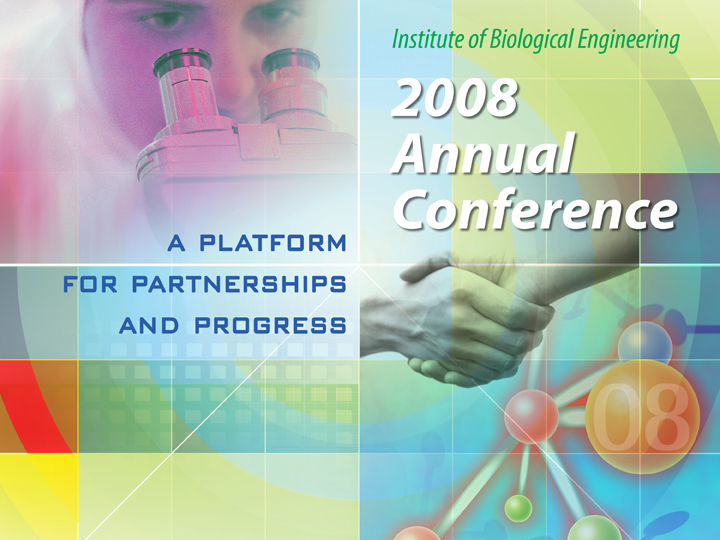 Institute of Biological Engineering
2008
Annual
Conference
A PLATFORM
FOR PARTNERSHIPS
AND PROGRESS
08